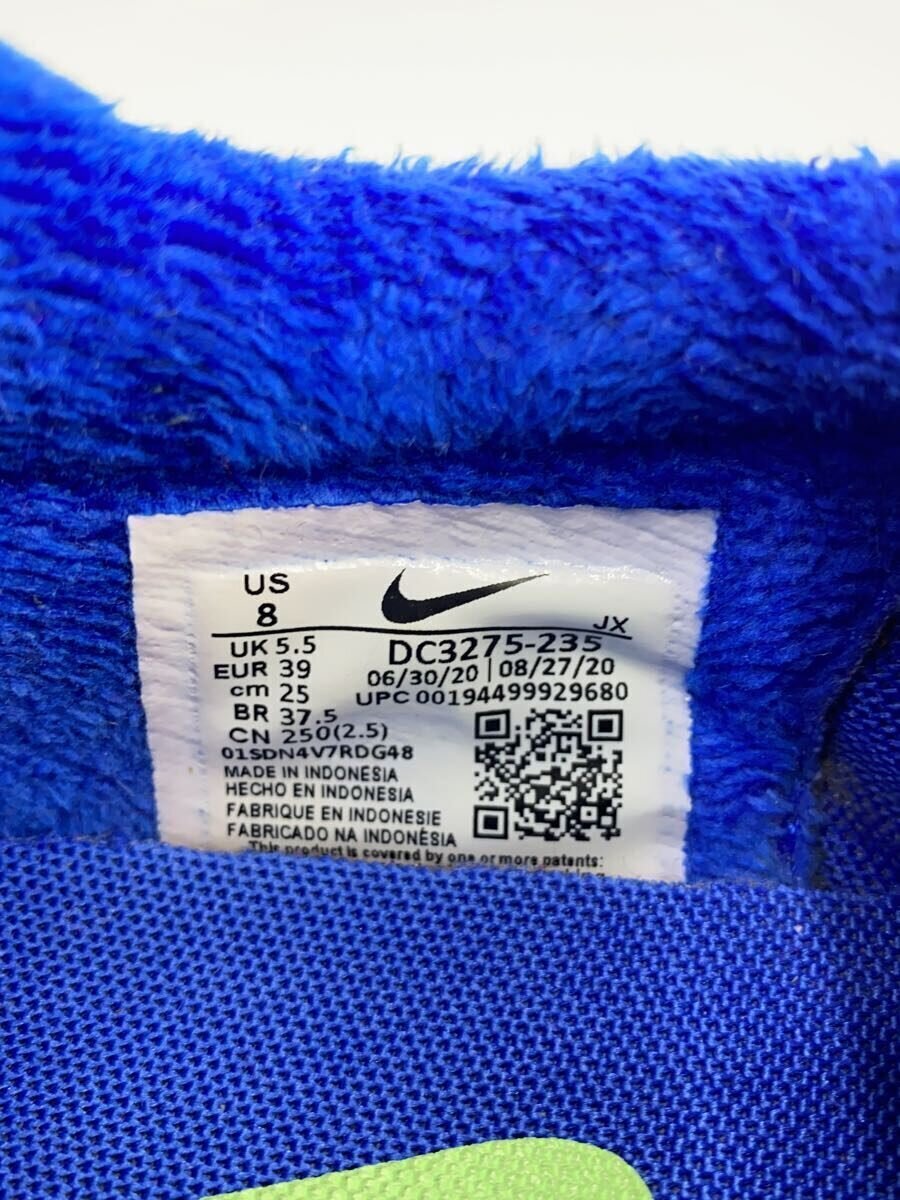 US
8
JX
UK 5.5
EUR 39
cm 25
BR 37.5
CN 250(2.5)
DC3275-235
06/30/20 | 08/27/20
UPC 00194499929680
01SDN4V7RDG48
MADE IN INDONESIA
HECHO EN INDONESIA
FABRIQUE EN INDONESIE
FABRICADO NA INDONÉSIA
This product is covered by one or more patents: